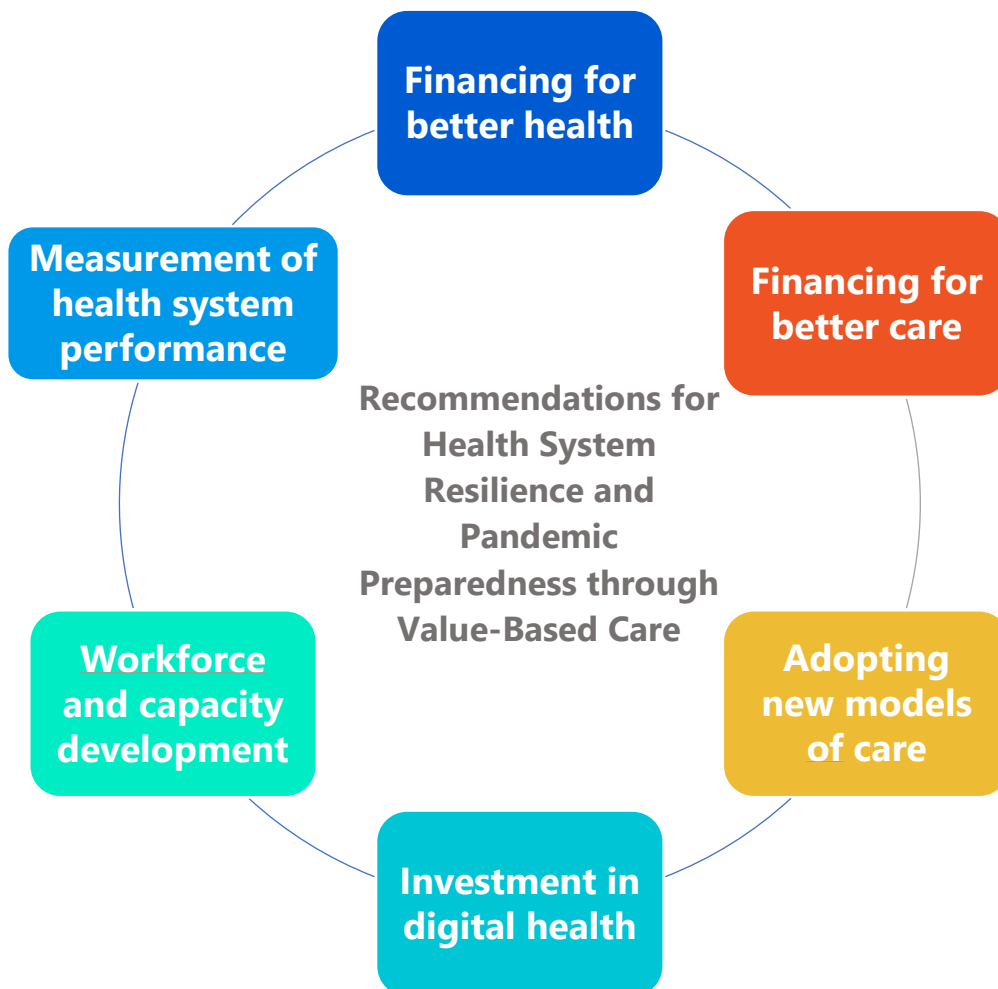 Financing for
better health
Financing for
better care
Adopting
new models
of care
Investment in
digital health
Workforce
and capacity
development
Measurement of
health system
performance
Recommendations for
Health System
Resilience and
Pandemic
Preparedness through
Value-Based Care